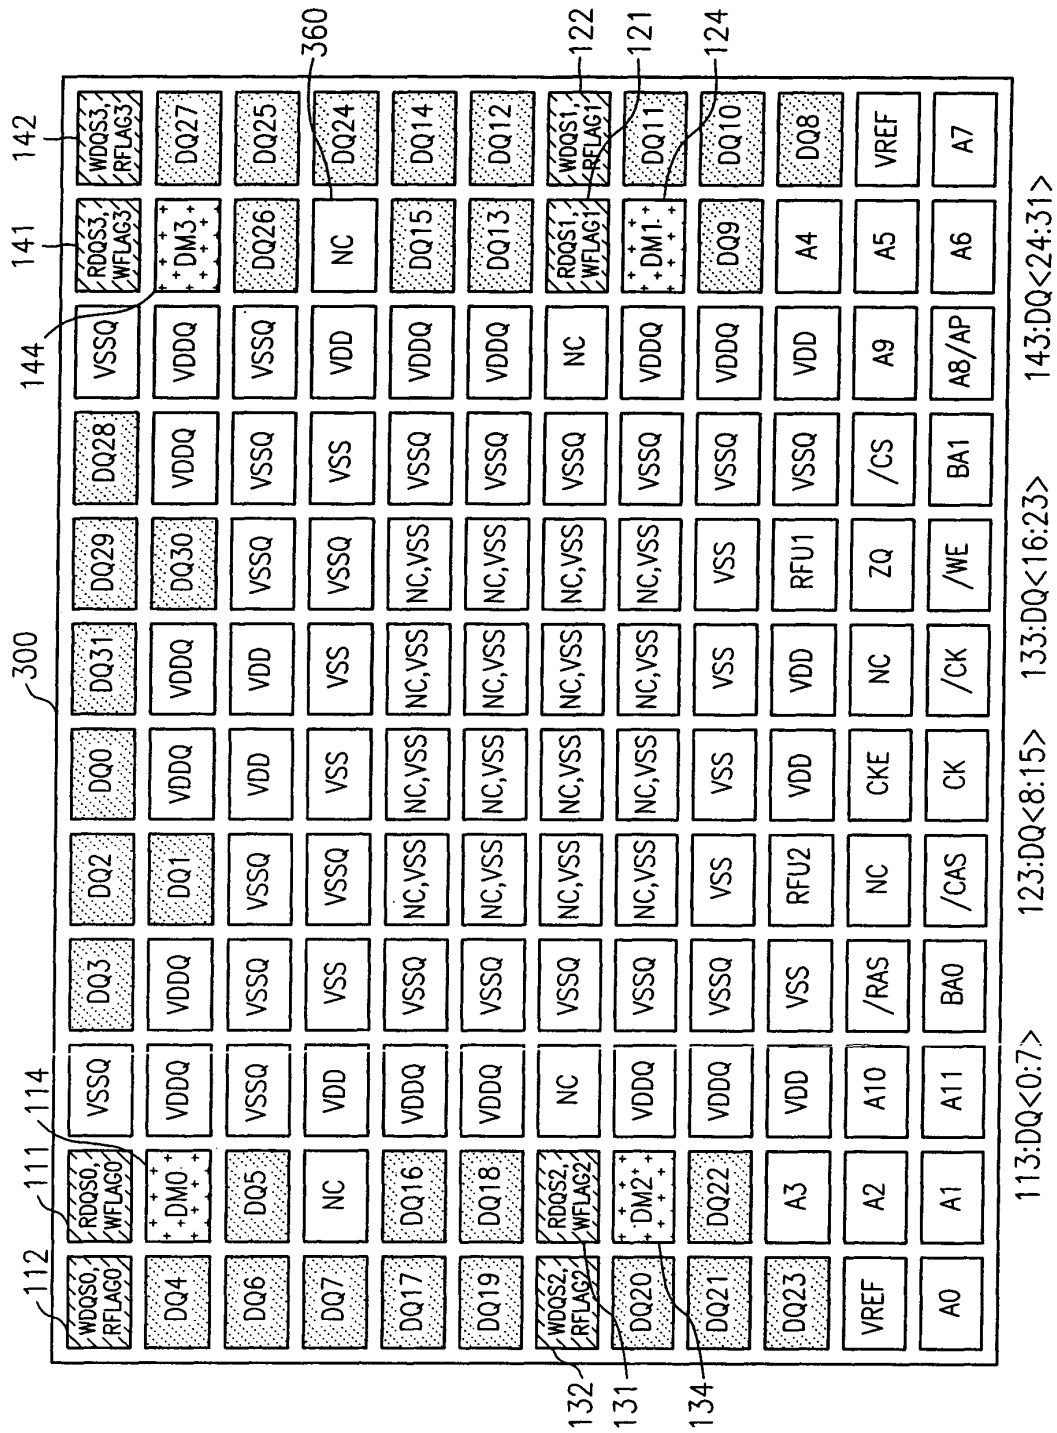 300
112 111 114 144 141 142
WDQS0, RFLAG0 RDQS0, WFLAG0 VSSQ DQ3 DQ2 DQ0 DQ31 DQ29 DQ28 VSSQ RDQS3, WFLAG3 WDQS3, RFLAG3
DQ4 DM0 VDDQ VDDQ DQ1 VDDQ VDDQ DQ30 VDDQ VDDQ DM3 DQ27
DQ6 DQ5 VSSQ VSSQ VSSQ VDD VDD VSSQ VSSQ VSSQ DQ26 DQ25
DQ7 NC VDD VSS VSSQ VSS VSS VSSQ VSS VDD NC DQ24 360
DQ17 DQ16 VDDQ VSSQ NC,VSS NC,VSS NC,VSS NC,VSS VSSQ VDDQ DQ15 DQ14
DQ19 DQ18 VDDQ VSSQ NC,VSS NC,VSS NC,VSS NC,VSS VSSQ VDDQ DQ13 DQ12
132 WDQS2, RFLAG2 RDQS2, WFLAG2 NC VSSQ NC,VSS NC,VSS NC,VSS NC,VSS VSSQ NC RDQS1, WFLAG1 WDQS1, RFLAG1 122
131 DQ20 DM2 VDDQ VSSQ NC,VSS NC,VSS NC,VSS NC,VSS VSSQ VDDQ DM1 DQ11 121
134 DQ21 DQ22 VDDQ VSSQ VSS VSS VSS VSS VSSQ VDDQ DQ9 DQ10 124
DQ23 A3 VDD VSS RFU2 VDD VDD RFU1 VSSQ VDD A4 DQ8
VREF A2 A10 /RAS NC CKE NC ZQ /CS A9 A5 VREF
A0 A1 A11 BA0 /CAS CK /CK /WE BA1 A8/AP A6 A7
113:DQ<0:7> 123:DQ<8:15> 133:DQ<16:23> 143:DQ<24:31>